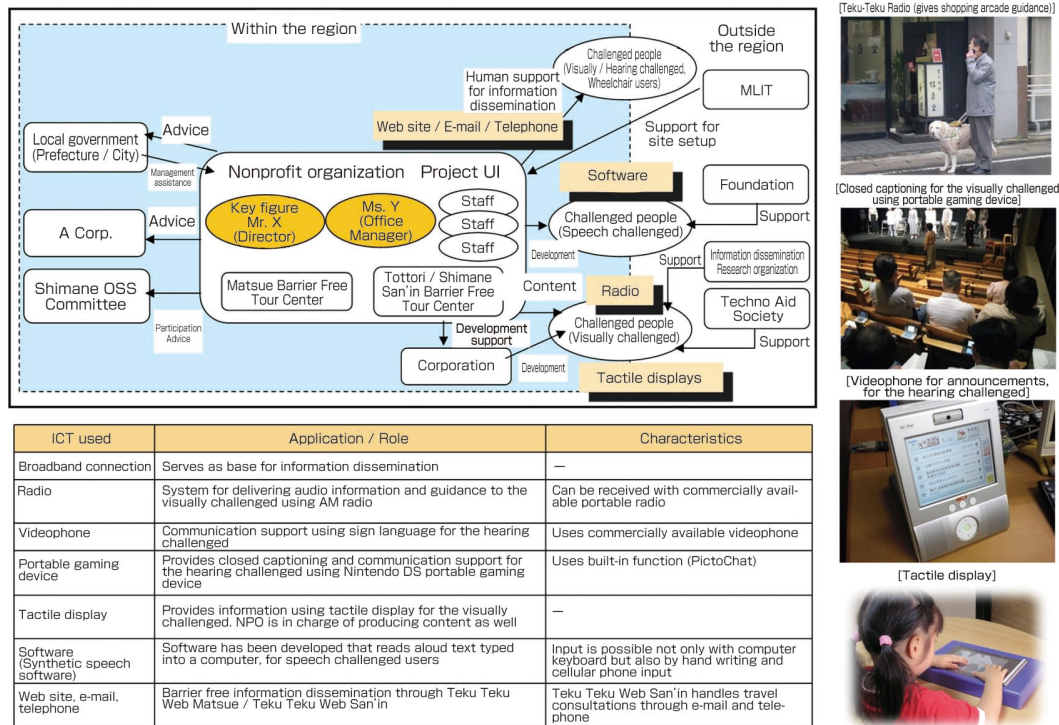 Within the region
Outside
the region
Challenged people
(Visually / Hearing challenged,
Wheelchair users)
Human support
for information
dissemination
MLIT
Web site / E-mail / Telephone
Support for
site setup
Local government
(Prefecture / City)
Advice
Management
assistance
Nonprofit organization Project UI
Key figure
Mr. X
(Director)
Ms. Y
(Office
Manager)
Staff
Staff
Staff
Software
Challenged people
(Speech challenged)
Foundation
Support
A Corp.
Advice
Development
Support
Information dissemination
Research organization
Shimane OSS
Committee
Matsue Barrier Free
Tour Center
Tottori / Shimane
San'in Barrier Free
Tour Center
Content
Radio
Techno Aid
Society
Participation
Advice
Development
support
Challenged people
(Visually challenged)
Support
Corporation
Development
Tactile displays
ICT used
Application / Role
Characteristics
Broadband connection
Serves as base for information dissemination
—
Radio
System for delivering audio information and guidance to the
visually challenged using AM radio
Can be received with commercially avail-
able portable radio
Videophone
Communication support using sign language for the hearing
challenged
Uses commercially available videophone
Portable gaming
device
Provides closed captioning and communication support for
the hearing challenged using Nintendo DS portable gaming
device
Uses built-in function (PictoChat)
Tactile display
Provides information using tactile display for the visually
challenged. NPO is in charge of producing content as well
—
Software
(Synthetic speech
software)
Software has been developed that reads aloud text typed
into a computer, for speech challenged users
Input is possible not only with computer
keyboard but also by hand writing and
cellular phone input
Web site, e-mail,
telephone
Barrier free information dissemination through Teku Teku
Web Matsue / Teku Teku Web San'in
Teku Teku Web San'in handles travel
consultations through e-mail and tele-
phone
[Teku-Teku Radio (gives shopping arcade guidance)]
[Closed captioning for the visually challenged
using portable gaming device]
[Videophone for announcements,
for the hearing challenged]
[Tactile display]